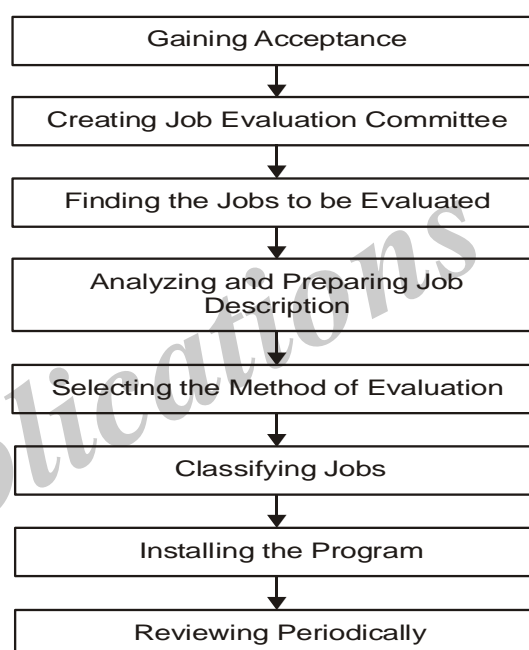 Gaining Acceptance
Creating Job Evaluation Committee
Finding the Jobs to be Evaluated
Analyzing and Preparing Job
Description
Selecting the Method of Evaluation
Classifying Jobs
Installing the Program
Reviewing Periodically